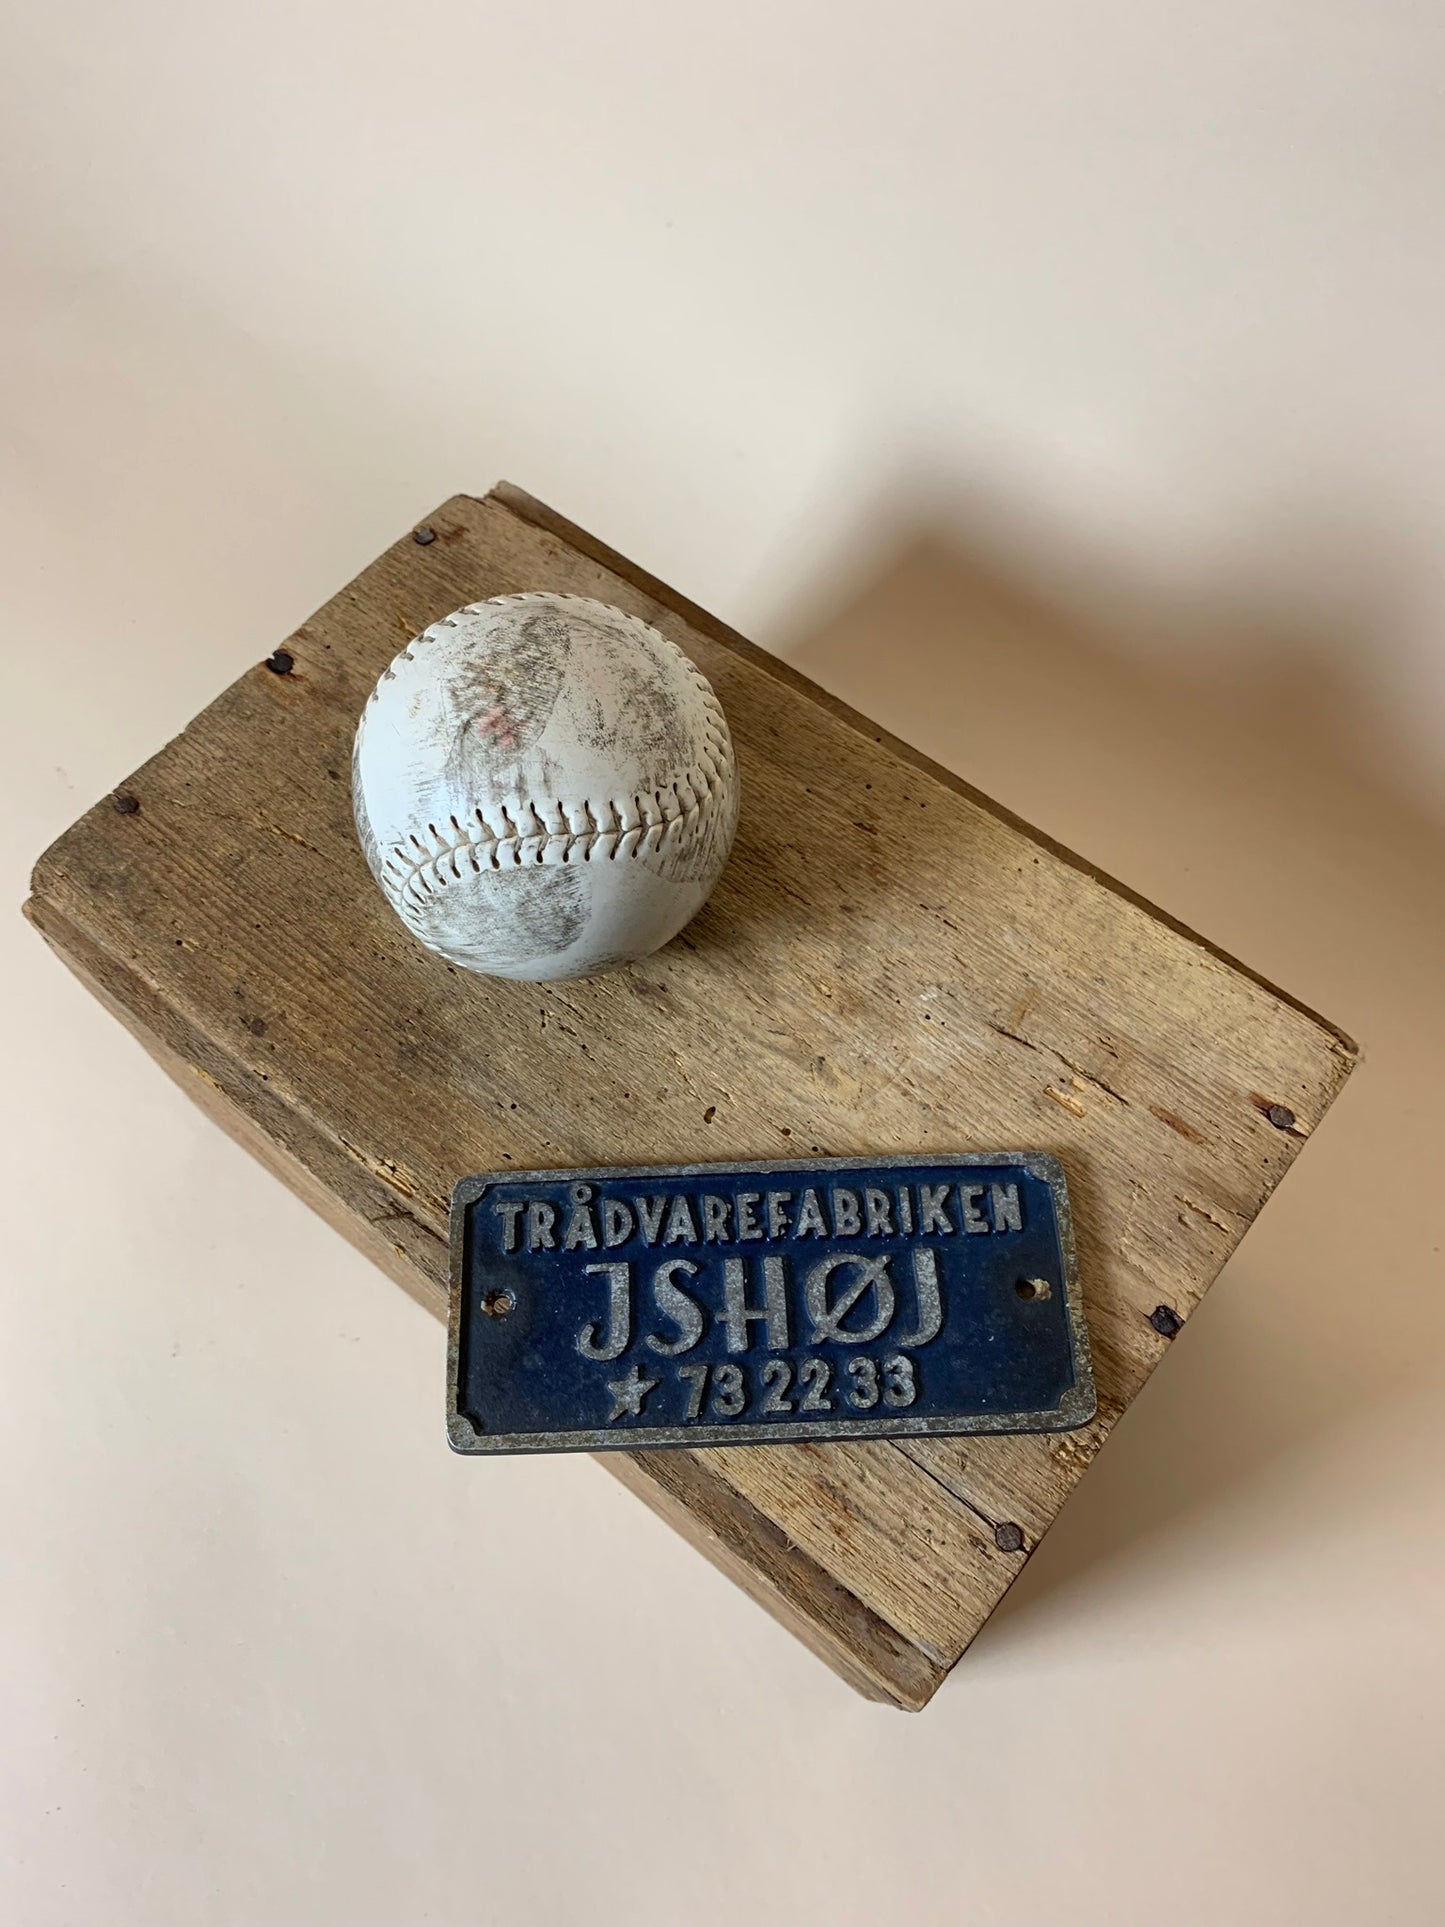 TRÅDVAREFABRIKEN
JSHØJ
★ 73 22 33